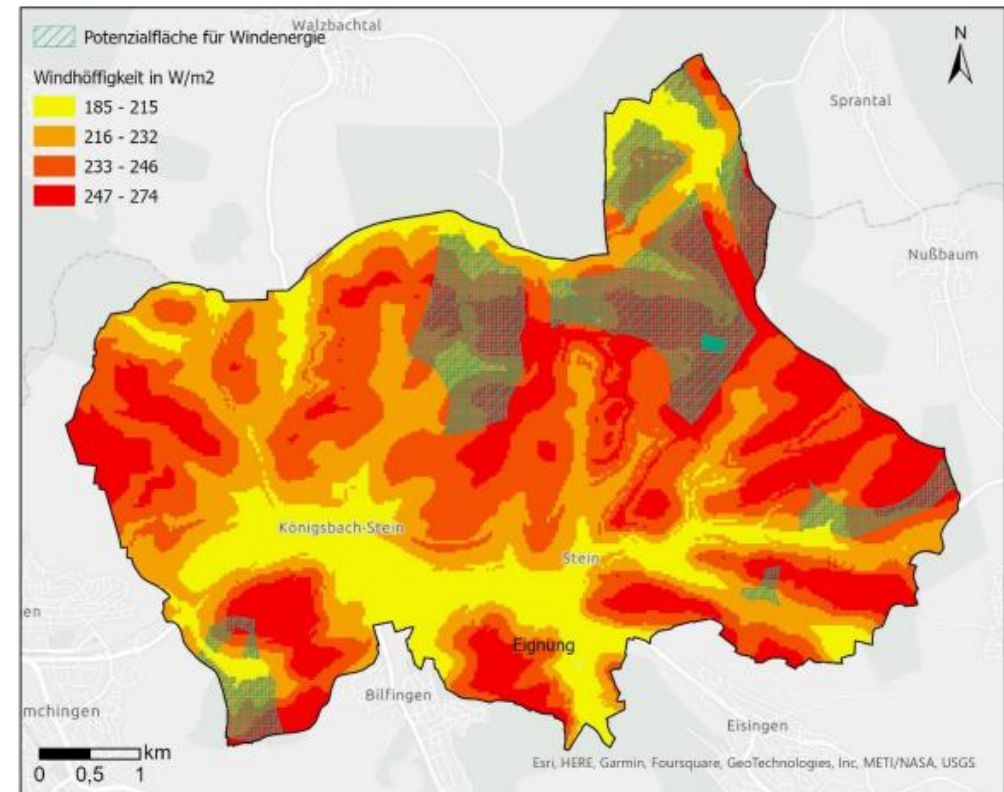 Potenzialfläche für Windenergie
Windhöffigkeit in W/m2
185 - 215
216 - 232
233 - 246
247 - 274
Walzbachtal
N
Sprantal
Nußbaum
Königsbach-Stein
Stein
en
Eignung
Bilfingen
mchingen
Eisingen
km
0 0,5 1
Esri, HERE, Garmin, Foursquare, GeoTechnologies, Inc, METI/NASA, USGS